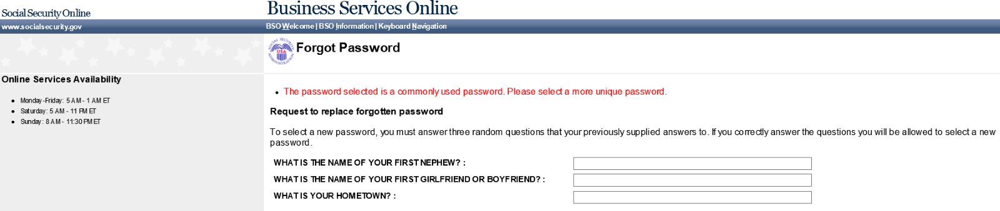 Social Security Online
Business Services Online
www.socialsecurity.gov
BSO Welcome | BSO Information | Keyboard Navigation
SOCIAL SECURITY ADMINISTRATION
USA
Forgot Password
Online Services Availability
Monday-Friday: 5 AM - 1 AM ET
Saturday: 5 AM - 11 PM ET
Sunday: 8 AM - 11:30 PM ET
The password selected is a commonly used password. Please select a more unique password.
Request to replace forgotten password
To select a new password, you must answer three random questions that your previously supplied answers to. If you correctly answer the questions you will be allowed to select a new
password.
WHAT IS THE NAME OF YOUR FIRST NEPHEW? :
WHAT IS THE NAME OF YOUR FIRST GIRLFRIEND OR BOYFRIEND? :
WHAT IS YOUR HOMETOWN? :